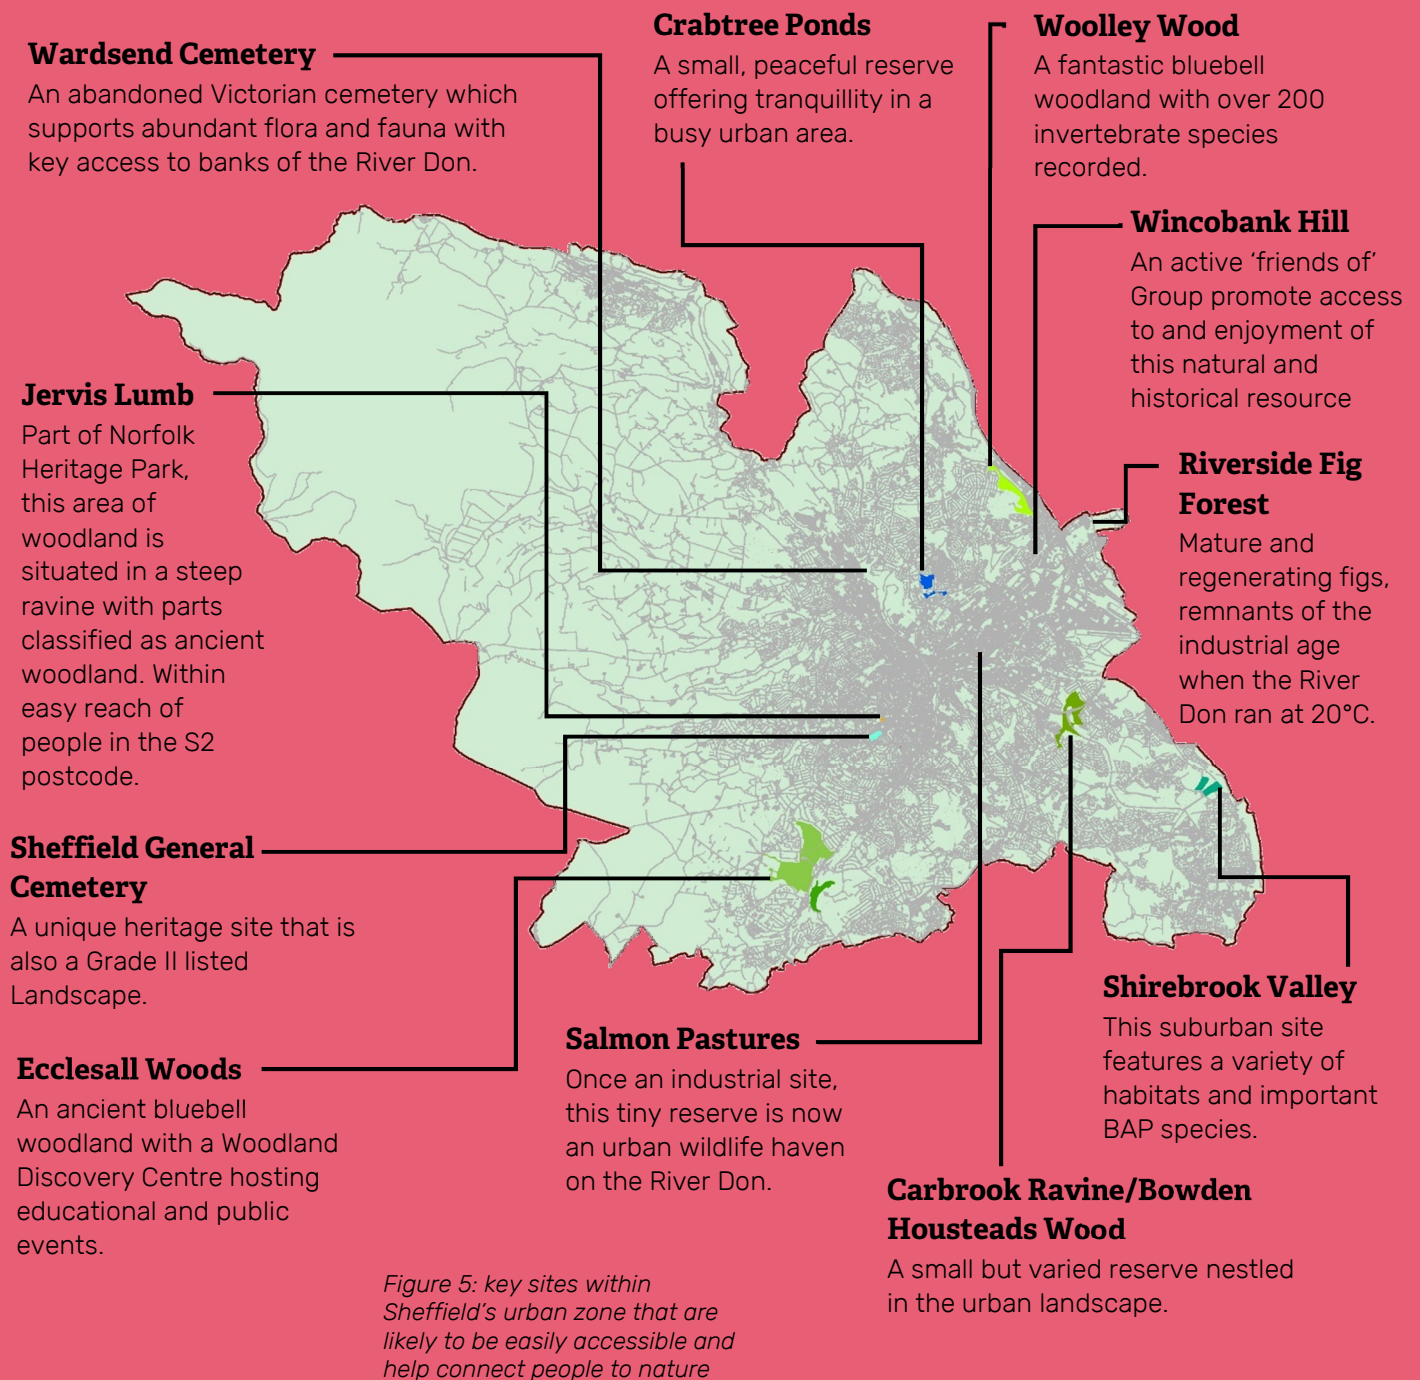 Wardsend Cemetery
An abandoned Victorian cemetery which
supports abundant flora and fauna with
key access to banks of the River Don.
Crabtree Ponds
A small, peaceful reserve
offering tranquillity in a
busy urban area.
Woolley Wood
A fantastic bluebell
woodland with over 200
invertebrate species
recorded.
Wincobank Hill
An active ‘friends of’
Group promote access
to and enjoyment of
this natural and
historical resource
Jervis Lumb
Part of Norfolk
Heritage Park,
this area of
woodland is
situated in a steep
ravine with parts
classified as ancient
woodland. Within
easy reach of
people in the S2
postcode.
Riverside Fig
Forest
Mature and
regenerating figs,
remnants of the
industrial age
when the River
Don ran at 20°C.
Sheffield General
Cemetery
A unique heritage site that is
also a Grade II listed
Landscape.
Ecclesall Woods
An ancient bluebell
woodland with a Woodland
Discovery Centre hosting
educational and public
events.
Salmon Pastures
Once an industrial site,
this tiny reserve is now
an urban wildlife haven
on the River Don.
Shirebrook Valley
This suburban site
features a variety of
habitats and important
BAP species.
Carbrook Ravine/Bowden
Housteads Wood
A small but varied reserve nestled
in the urban landscape.
Figure 5: key sites within
Sheffield’s urban zone that are
likely to be easily accessible and
help connect people to nature